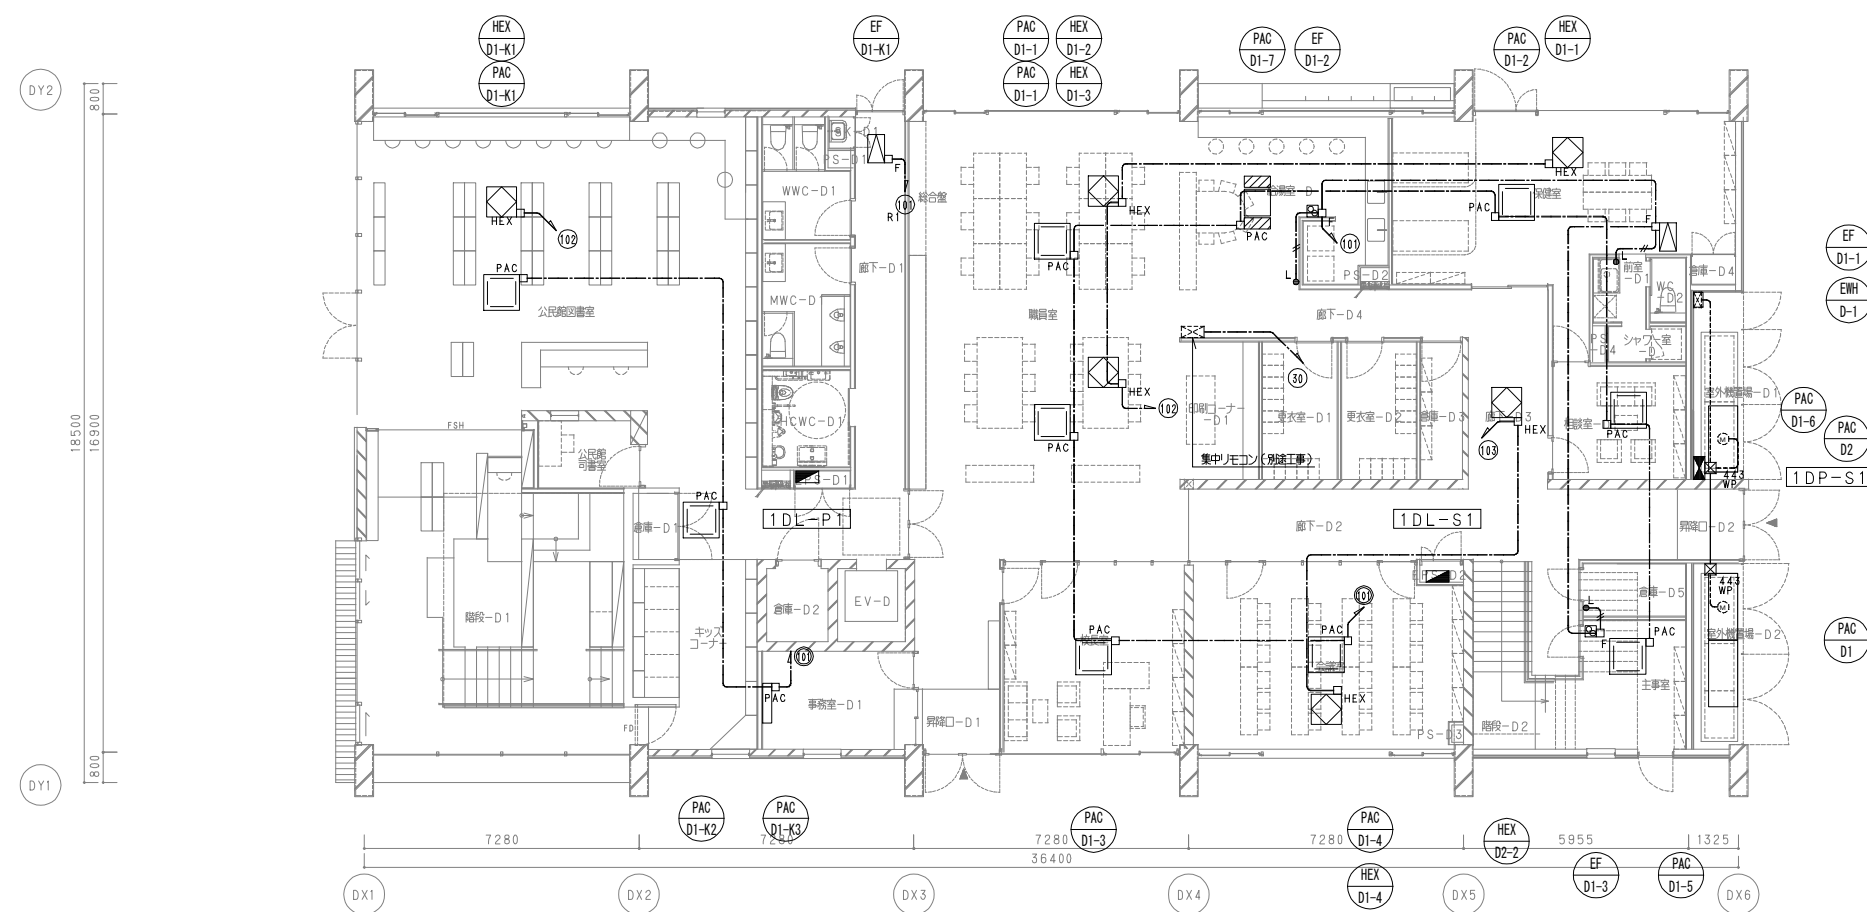 HEX
D1-K1
PAC
D1-K1
EF
D1-K1
PAC
D1-1
HEX
D1-2
PAC
D1-1
HEX
D1-3
PAC
D1-7
EF
D1-2
PAC
D1-2
HEX
D1-1
DY2
800
18500
16900
800
DY1
WWC-D1
PS-D1
F
101
R1
総合盤
HEX
102
PAC
公民館図書室
MWC-D
廊下-D1
HCWC-D1
PAC
HEX
職員室
PAC
101
L
PS-D2
HEX
PAC
保健室
F
L
前室
-D1
WC
-D2
倉庫-D4
PS
-D4
シャワー室
-D
EF
D1-1
EWH
D-1
廊下-D4
30
HEX
102
PAC
印刷コーナー
-D1
更衣室-D1
更衣室-D2
倉庫-D3
HEX
103
PAC
室外機置場-D1
M
443
WP
PAC
D1-6
PAC
D2
1DP-S1
集中リモコン(別途工事)
FSH
公民館
司書室
PAC
倉庫-D1
1DL-P1
廊下-D2
1DL-S1
昇降口-D2
階段-D1
キッズ
コーナー
倉庫-D2
EV-D
101
PAC
事務室-D1
FD
昇降口-D1
PAC
校長室
PAC
101
HEX
PS-D3
階段-D2
L
倉庫-D5
F
PAC
主事室
443
WP
M
室外機置場-D2
PAC
D1
PAC
D1-K2
PAC
D1-K3
PAC
D1-3
PAC
D1-4
HEX
D2-2
HEX
D1-4
EF
D1-3
PAC
D1-5
7280
7280
7280
7280
5955
1325
36400
DX1
DX2
DX3
DX4
DX5
DX6